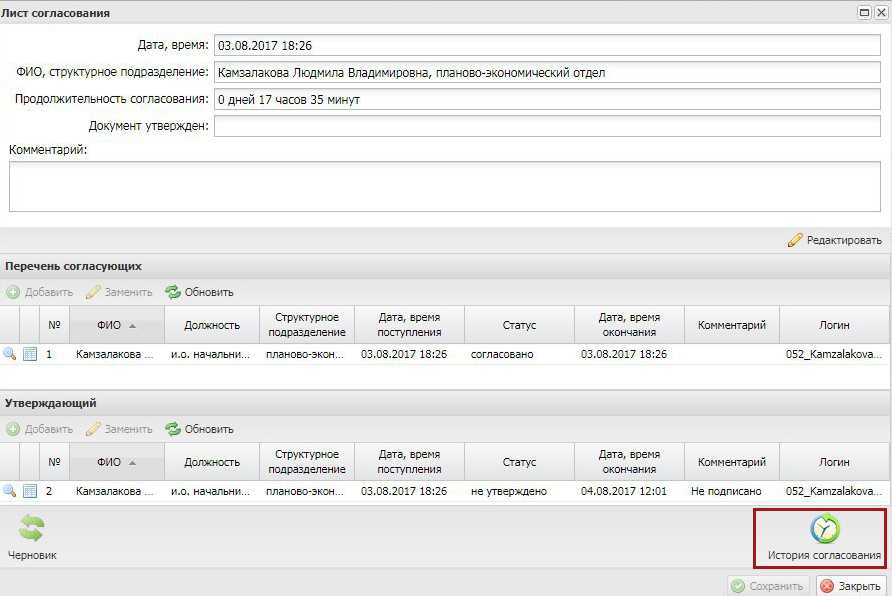 Лист согласования
Дата, время: 03.08.2017 18:26
ФИО, структурное подразделение: Камзалакова Людмила Владимировна, планово-экономический отдел
Продолжительность согласования: 0 дней 17 часов 35 минут
Документ утвержден:
Комментарий:
Редактировать
Перечень согласующих
Добавить Заменить Обновить
№ ФИО Должность Структурное подразделение Дата, время поступления Статус Дата, время окончания Комментарий Логин
1 Камзалакова ... и.о. начальни... планово-экон... 03.08.2017 18:26 согласовано 03.08.2017 18:26 052_Kamzalakova...
Утверждающий
Добавить Заменить Обновить
№ ФИО Должность Структурное подразделение Дата, время поступления Статус Дата, время окончания Комментарий Логин
2 Камзалакова ... и.о. начальни... планово-экон... 03.08.2017 18:26 не утверждено 04.08.2017 12:01 Не подписано 052_Kamzalakova...
Черновик История согласования
Сохранить Закрыть